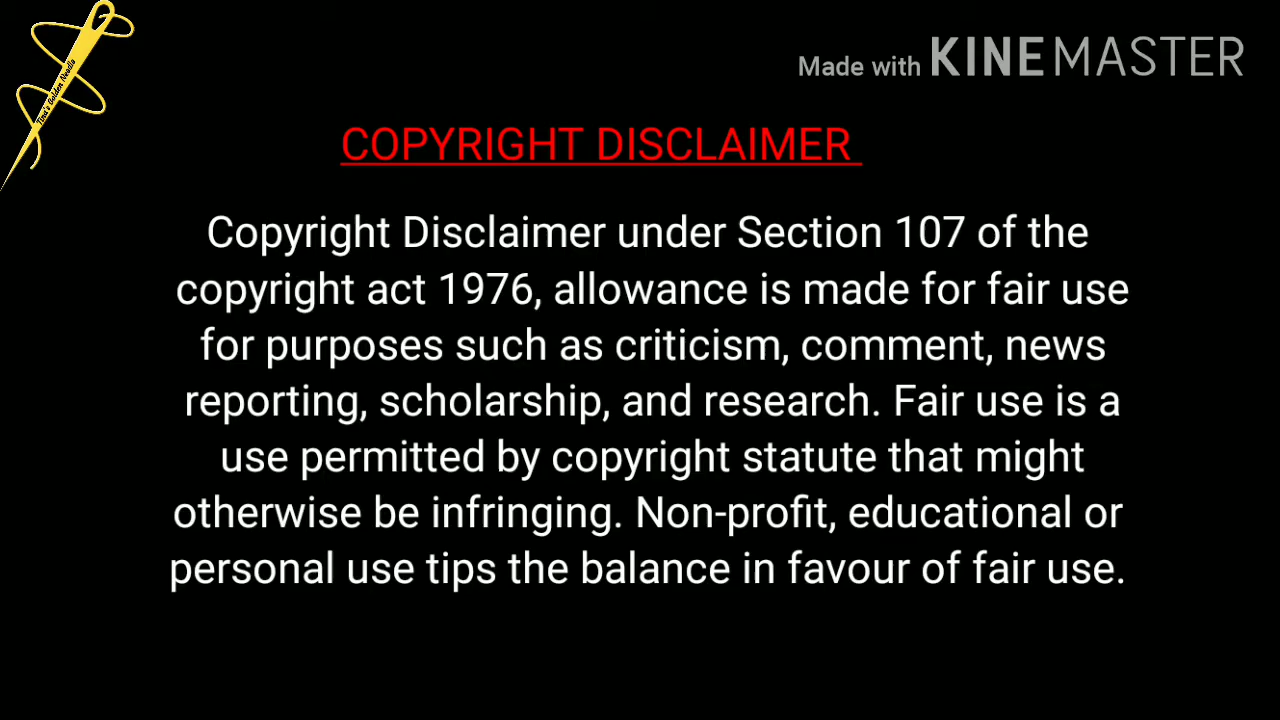 Tina's Golden Needle
Made with KINEMASTER
COPYRIGHT DISCLAIMER
Copyright Disclaimer under Section 107 of the
copyright act 1976, allowance is made for fair use
for purposes such as criticism, comment, news
reporting, scholarship, and research. Fair use is a
use permitted by copyright statute that might
otherwise be infringing. Non-profit, educational or
personal use tips the balance in favour of fair use.